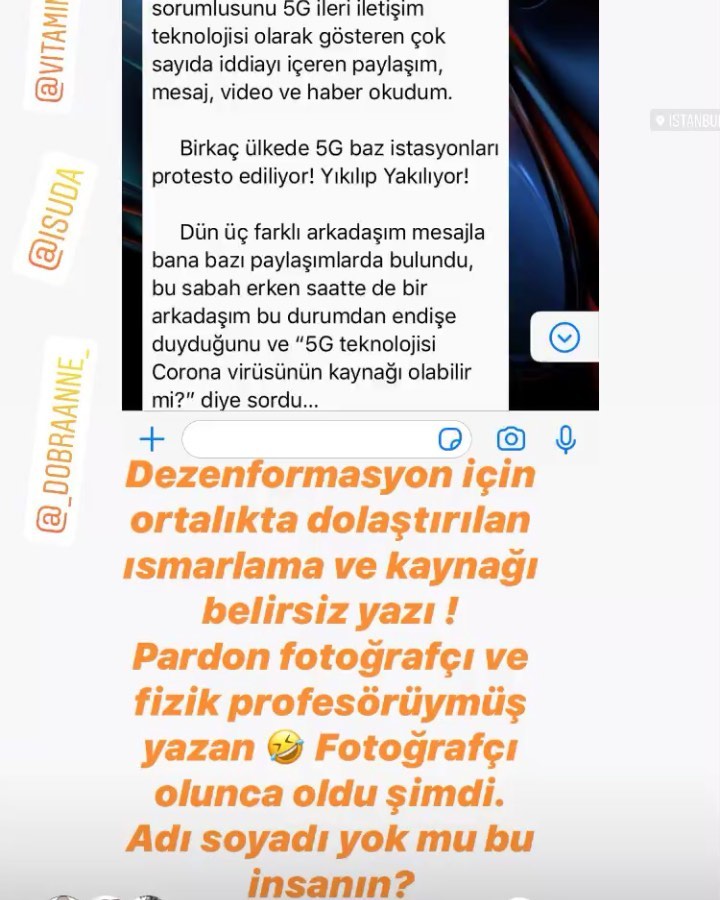 sorumlusunu 5G ileri iletişim
teknolojisi olarak gösteren çok
sayıda iddiayı içeren paylaşım,
mesaj, video ve haber okudum.
Birkaç ülkede 5G baz istasyonları
protesto ediliyor! Yıkılıp Yakılıyor!
Dün üç farklı arkadaşım mesajla
bana bazı paylaşımlarda bulundu,
bu sabah erken saatte de bir
arkadaşım bu durumdan endişe
duyduğunu ve “5G teknolojisi
Corona virüsünün kaynağı olabilir
mi?” diye sordu...
Dezenformasyon için
ortalıkta dolaştırılan
ısmarlama ve kaynağı
belirsiz yazı !
Pardon fotoğrafçı ve
fizik profesörüymüş
yazan 🤣 Fotoğrafçı
olunca oldu şimdi.
Adı soyadı yok mu bu
insanın?
@ISUDA
@_DOBRAANNE_